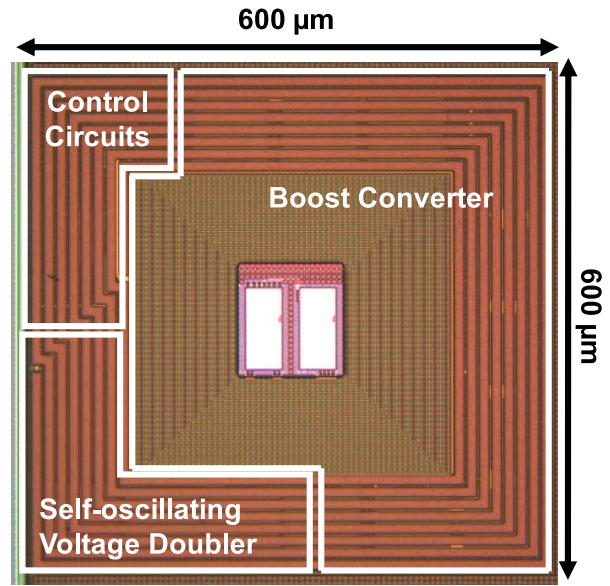 600 µm
Control
Circuits
Boost Converter
600 µm
Self-oscillating
Voltage Doubler